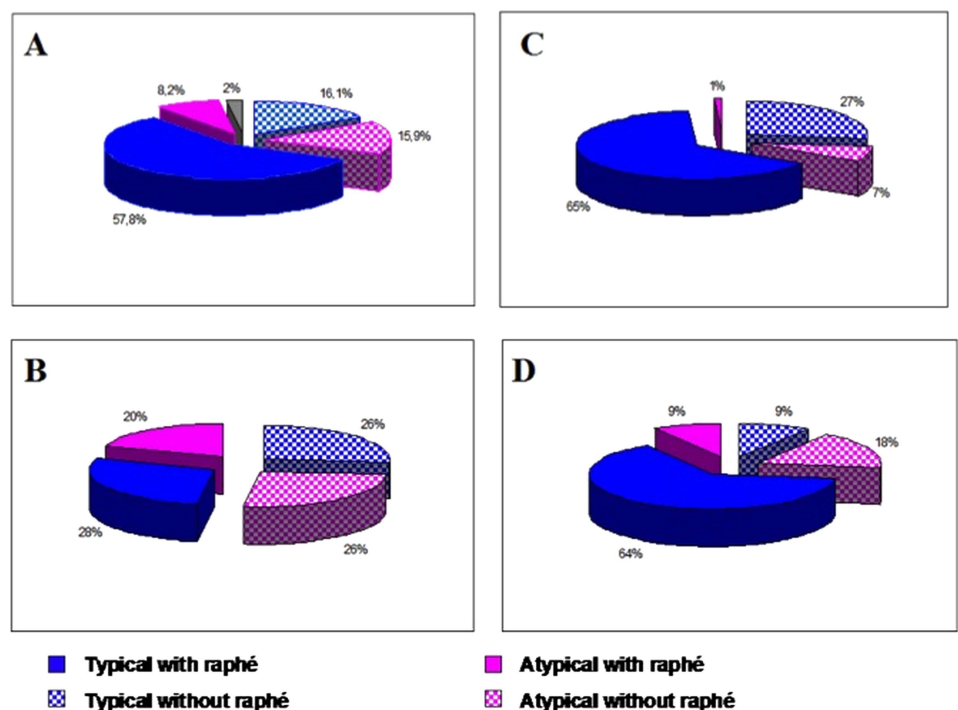 A
8,2%
2%
16,1%
15,9%
57,8%
C
1%
27%
7%
65%
B
20%
26%
28%
26%
D
9%
9%
18%
64%
Typical with raphé
Atypical with raphé
Typical without raphé
Atypical without raphé